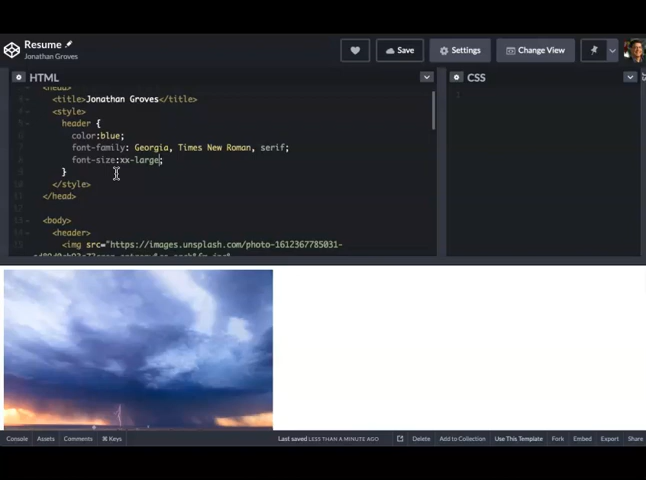 Resume
Jonathan Groves
Save
Settings
Change View
HTML
CSS
<head>
<title>Jonathan Groves</title>
<style>
header {
color:blue;
font-family: Georgia, Times New Roman, serif;
font-size:xx-large;
}
</style>
</head>
<body>
<header>
<img src="https://images.unsplash.com/photo-1612367785031-
Console
Assets
Comments
⌘ Keys
Last saved LESS THAN A MINUTE AGO
Delete
Add to Collection
Use This Template
Fork
Embed
Export
Share